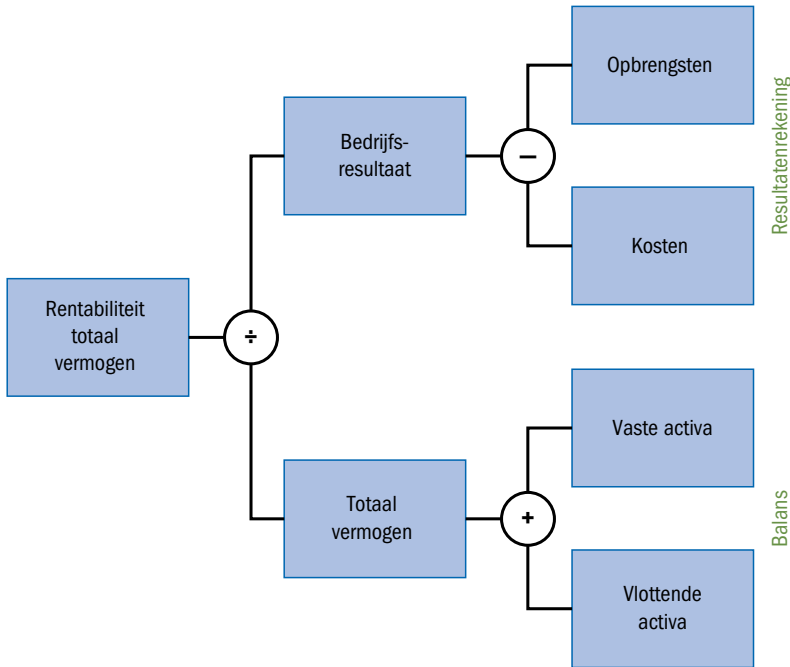 Opbrengsten
Resultatenrekening
Bedrijfs-
resultaat
–
Kosten
Rentabiliteit
totaal
vermogen
÷
Vaste activa
Totaal
vermogen
+
Balans
Vlottende
activa